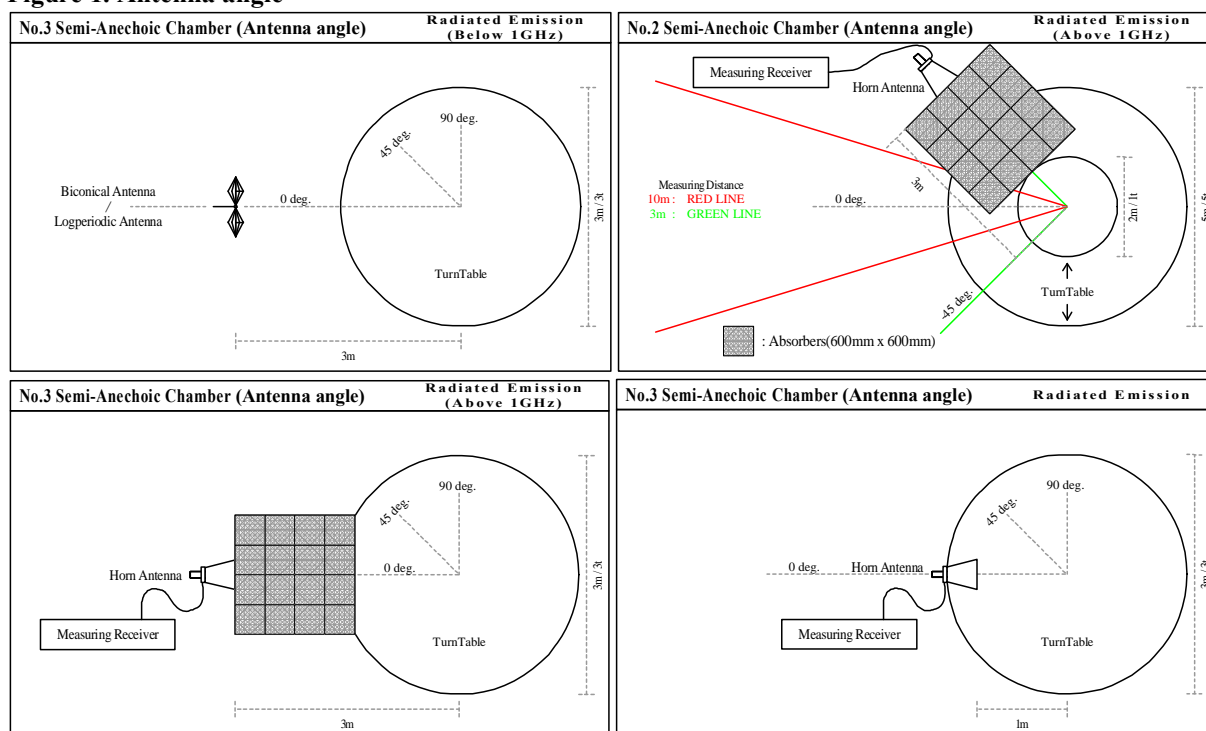 Figure 1. Antenna angle
No.3 Semi-Anechoic Chamber (Antenna angle)
Radiated Emission
(Below 1GHz)
90 deg.
45 deg.
Biconical Antenna
/
Logperiodic Antenna
0 deg.
TurnTable
3m / 3t
3m
No.2 Semi-Anechoic Chamber (Antenna angle)
Radiated Emission
(Above 1GHz)
Measuring Receiver
Horn Antenna
Measuring Distance
10m : RED LINE
3m : GREEN LINE
0 deg.
3m
2m / 1t
TurnTable
-45 deg.
: Absorbers(600mm x 600mm)
No.3 Semi-Anechoic Chamber (Antenna angle)
Radiated Emission
(Above 1GHz)
90 deg.
45 deg.
Horn Antenna
0 deg.
Measuring Receiver
TurnTable
3m / 3t
3m
No.3 Semi-Anechoic Chamber (Antenna angle)
Radiated Emission
90 deg.
45 deg.
0 deg.
Horn Antenna
Measuring Receiver
TurnTable
3m / 3t
1m